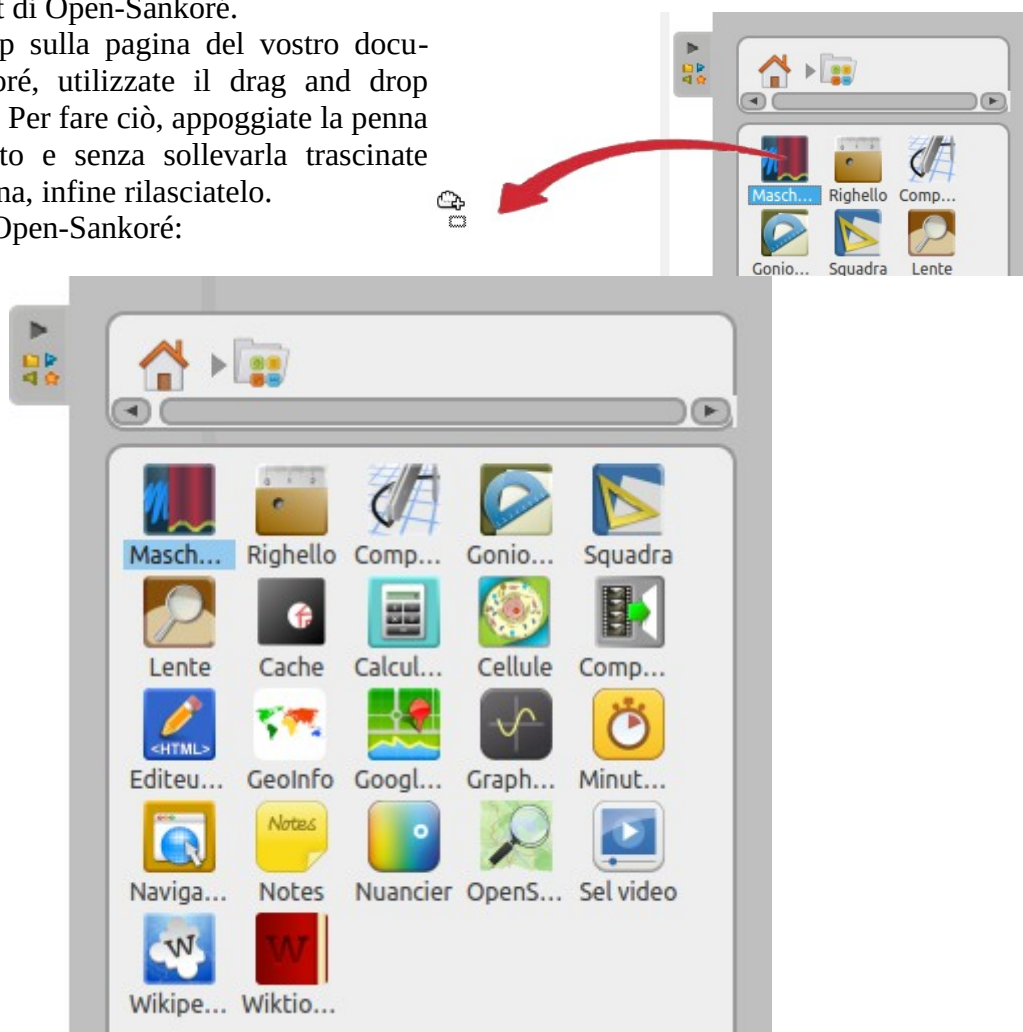 t di Open-Sankoré.
p sulla pagina del vostro docu-
oré, utilizzate il drag and drop
Per fare ciò, appoggiate la penna
to e senza sollevarla trascinate
na, infine rilasciatelo.
Open-Sankoré:
Masch... Righello Comp...
Gonio... Squadra Lente
Masch... Righello Comp... Gonio... Squadra
Lente Cache Calcul... Cellule Comp...
<HTML>
Editeu... GeoInfo Googl... Graph... Minut...
Notes
Naviga... Notes Nuancier OpenS... Sel video
W W
Wikipe... Wiktio...